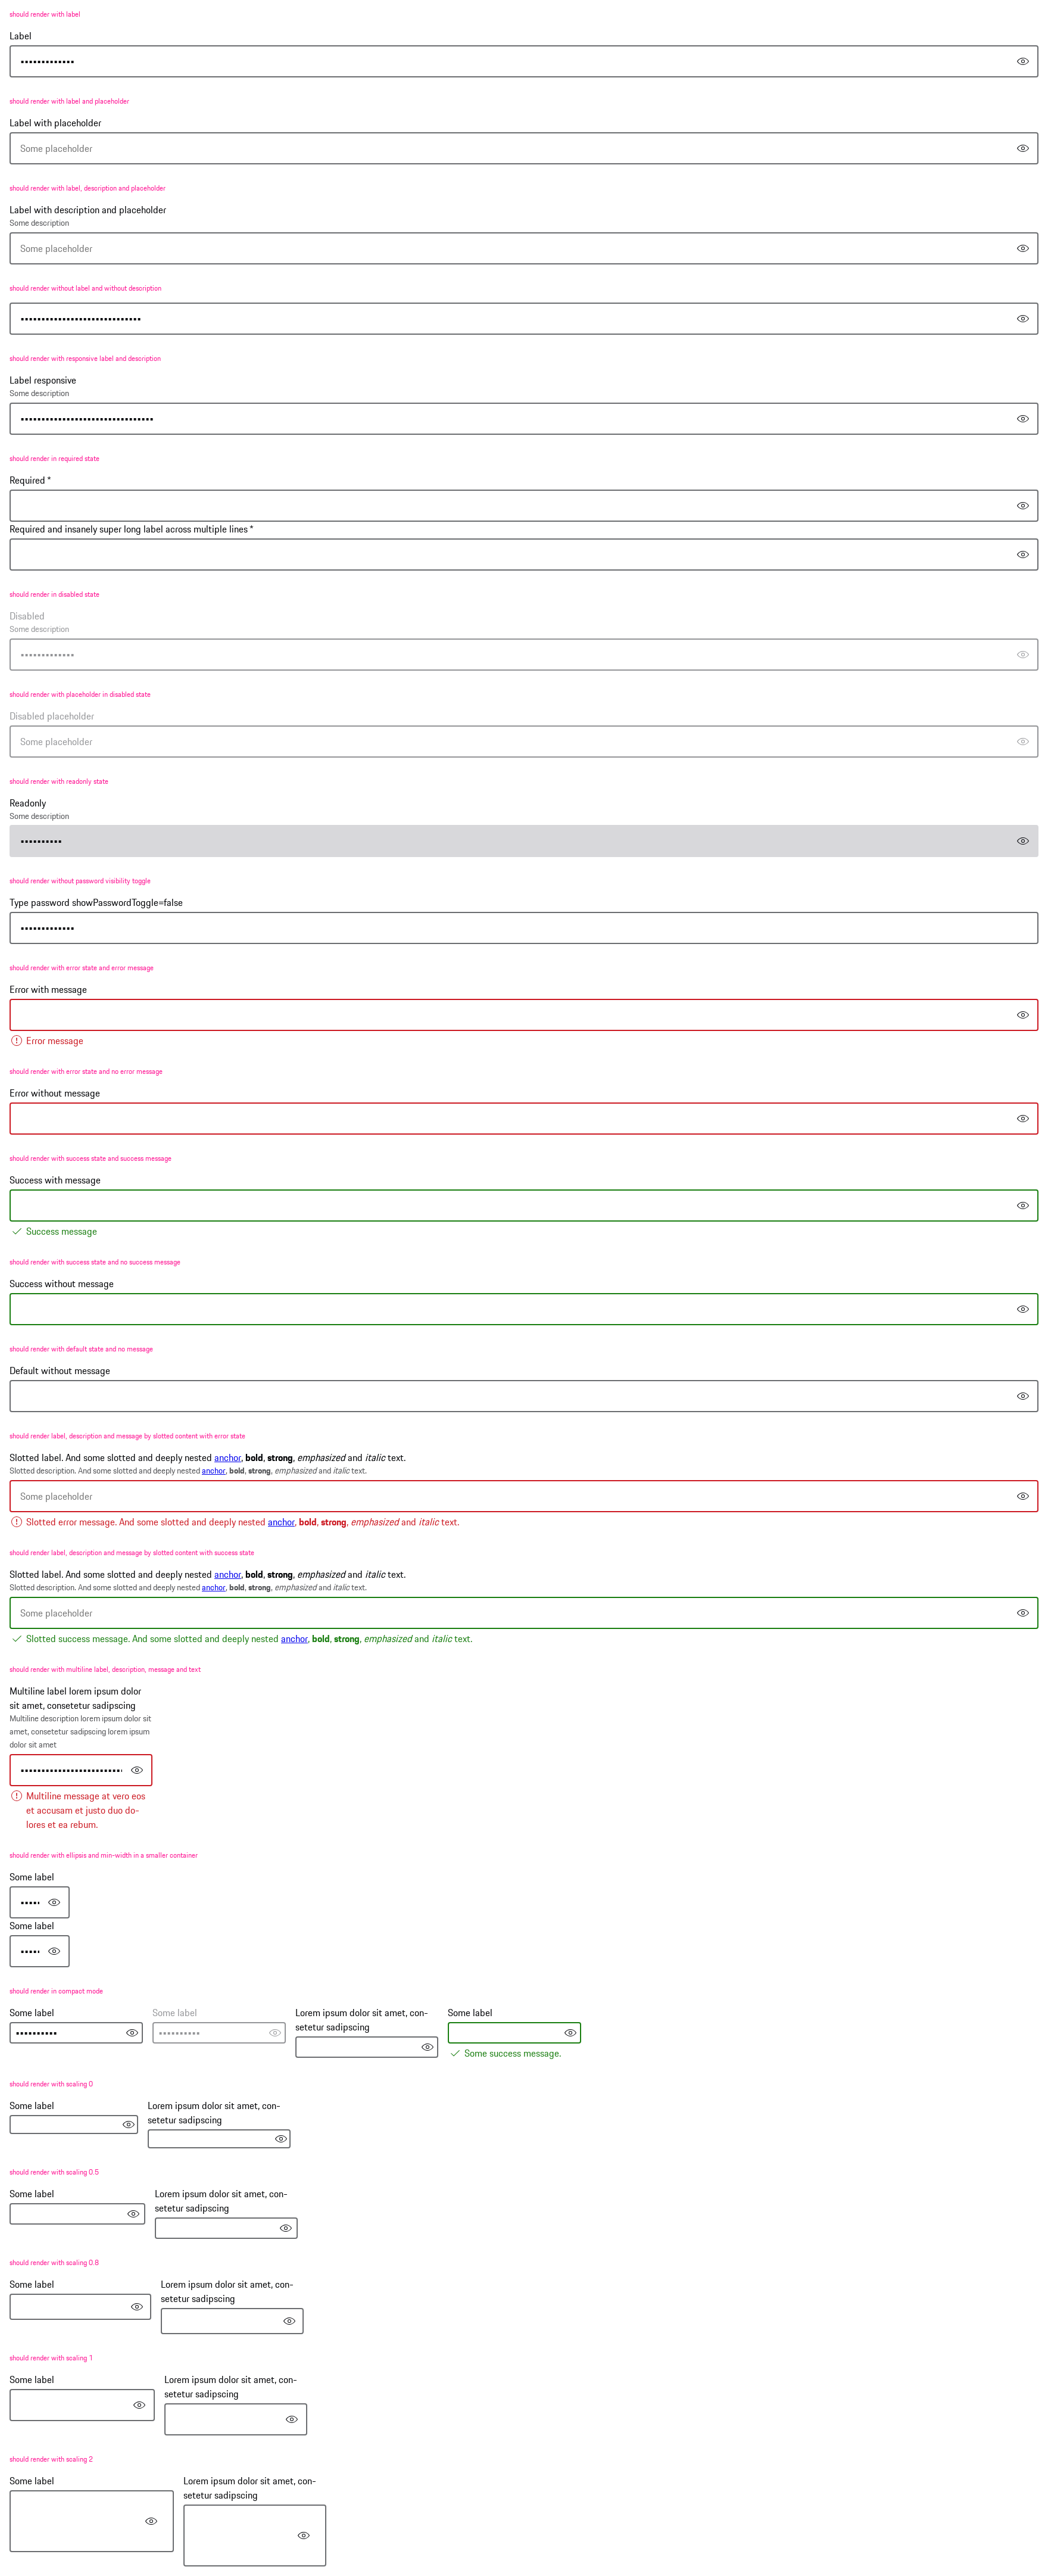 should render with label
Label
•••••••••••••
should render with label and placeholder
Label with placeholder
Some placeholder
should render with label, description and placeholder
Label with description and placeholder
Some description
Some placeholder
should render without label and without description
•••••••••••••••••••••••••••••
should render with responsive label and description
Label responsive
Some description
••••••••••••••••••••••••••••••••
should render in required state
Required *
Required and insanely super long label across multiple lines *
should render in disabled state
Disabled
Some description
•••••••••••••
should render with placeholder in disabled state
Disabled placeholder
Some placeholder
should render with readonly state
Readonly
Some description
••••••••••
should render without password visibility toggle
Type password showPasswordToggle=false
•••••••••••••
should render with error state and error message
Error with message
Error message
should render with error state and no error message
Error without message
should render with success state and success message
Success with message
Success message
should render with success state and no success message
Success without message
should render with default state and no message
Default without message
should render label, description and message by slotted content with error state
Slotted label. And some slotted and deeply nested anchor, bold, strong, emphasized and italic text.
Slotted description. And some slotted and deeply nested anchor, bold, strong, emphasized and italic text.
Some placeholder
Slotted error message. And some slotted and deeply nested anchor, bold, strong, emphasized and italic text.
should render label, description and message by slotted content with success state
Slotted label. And some slotted and deeply nested anchor, bold, strong, emphasized and italic text.
Slotted description. And some slotted and deeply nested anchor, bold, strong, emphasized and italic text.
Some placeholder
Slotted success message. And some slotted and deeply nested anchor, bold, strong, emphasized and italic text.
should render with multiline label, description, message and text
Multiline label lorem ipsum dolor
sit amet, consetetur sadipscing
Multiline description lorem ipsum dolor sit
amet, consetetur sadipscing lorem ipsum
dolor sit amet
•••••••••••••••••••••••••
Multiline message at vero eos
et accusam et justo duo do-
lores et ea rebum.
should render with ellipsis and min-width in a smaller container
Some label
•••••
Some label
•••••
should render in compact mode
Some label
••••••••••
Some label
••••••••••
Lorem ipsum dolor sit amet, con-
setetur sadipscing
Some label
Some success message.
should render with scaling 0
Some label
Lorem ipsum dolor sit amet, con-
setetur sadipscing
should render with scaling 0.5
Some label
Lorem ipsum dolor sit amet, con-
setetur sadipscing
should render with scaling 0.8
Some label
Lorem ipsum dolor sit amet, con-
setetur sadipscing
should render with scaling 1
Some label
Lorem ipsum dolor sit amet, con-
setetur sadipscing
should render with scaling 2
Some label
Lorem ipsum dolor sit amet, con-
setetur sadipscing